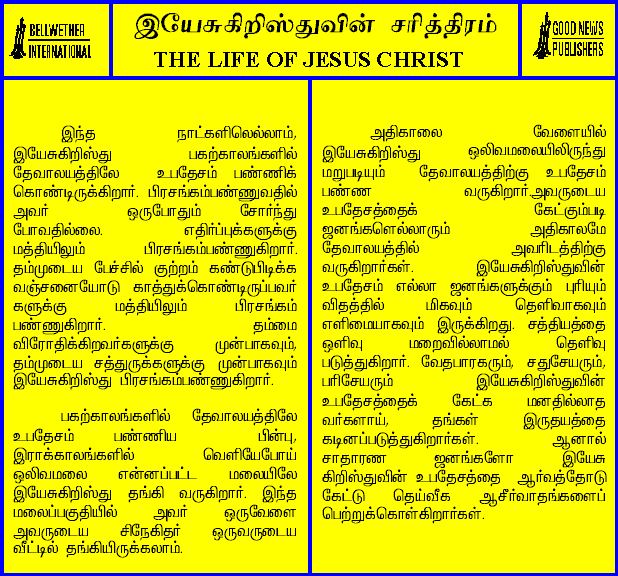 BELLWETHER
INTERNATIONAL
இயேசுகிறிஸ்துவின் சரித்திரம்
THE LIFE OF JESUS CHRIST
GOOD NEWS
PUBLISHERS
இந்த நாட்களிலெல்லாம்,
இயேசுகிறிஸ்து பகற்காலங்களில்
தேவாலயத்திலே உபதேசம் பண்ணிக்
கொண்டிருக்கிறார். பிரசங்கம்பண்ணுவதில்
அவர் ஒருபோதும் சோர்ந்து
போவதில்லை. எதிர்ப்புக்களுக்கு
மத்தியிலும் பிரசங்கம்பண்ணுகிறார்.
தம்முடைய பேச்சில் குற்றம் கண்டுபிடிக்க
வஞ்சனையோடு காத்துக்கொண்டிருப்பவர்
களுக்கு மத்தியிலும் பிரசங்கம்
பண்ணுகிறார். தம்மை
விரோதிக்கிறவர்களுக்கு முன்பாகவும்,
தம்முடைய சத்துருக்களுக்கு முன்பாகவும்
இயேசுகிறிஸ்து பிரசங்கம்பண்ணுகிறார்.
பகற்காலங்களில் தேவாலயத்திலே
உபதேசம் பண்ணிய பின்பு,
இராக்காலங்களில் வெளியேபோய்
ஒலிவமலை என்னப்பட்ட மலையிலே
இயேசுகிறிஸ்து தங்கி வருகிறார். இந்த
மலைப்பகுதியில் அவர் ஒருவேளை
அவருடைய சிநேகிதர் ஒருவருடைய
வீட்டில் தங்கியிருக்கலாம்.
அதிகாலை வேளையில்
இயேசுகிறிஸ்து ஒலிவமலையிலிருந்து
மறுபடியும் தேவாலயத்திற்கு உபதேசம்
பண்ண வருகிறார்.அவருடைய
உபதேசத்தைக் கேட்கும்படி
ஜனங்களெல்லாரும் அதிகாலமே
தேவாலயத்தில் அவரிடத்திற்கு
வருகிறார்கள். இயேசுகிறிஸ்துவின்
உபதேசம் எல்லா ஜனங்களுக்கும் புரியும்
விதத்தில் மிகவும் தெளிவாகவும்
எளிமையாகவும் இருக்கிறது. சத்தியத்தை
ஒளிவு மறைவில்லாமல் தெளிவு
படுத்துகிறார். வேதபாரகரும், சதுசேயரும்,
பரிசேயரும் இயேசுகிறிஸ்துவின்
உபதேசத்தைக் கேட்க மனதில்லாத
வர்களாய், தங்கள் இருதயத்தை
கடினப்படுத்துகிறார்கள். ஆனால்
சாதாரண ஜனங்களோ இயேசு
கிறிஸ்துவின் உபதேசத்தை ஆர்வத்தோடு
கேட்டு தெய்வீக ஆசீர்வாதங்களைப்
பெற்றுக்கொள்கிறார்கள்.